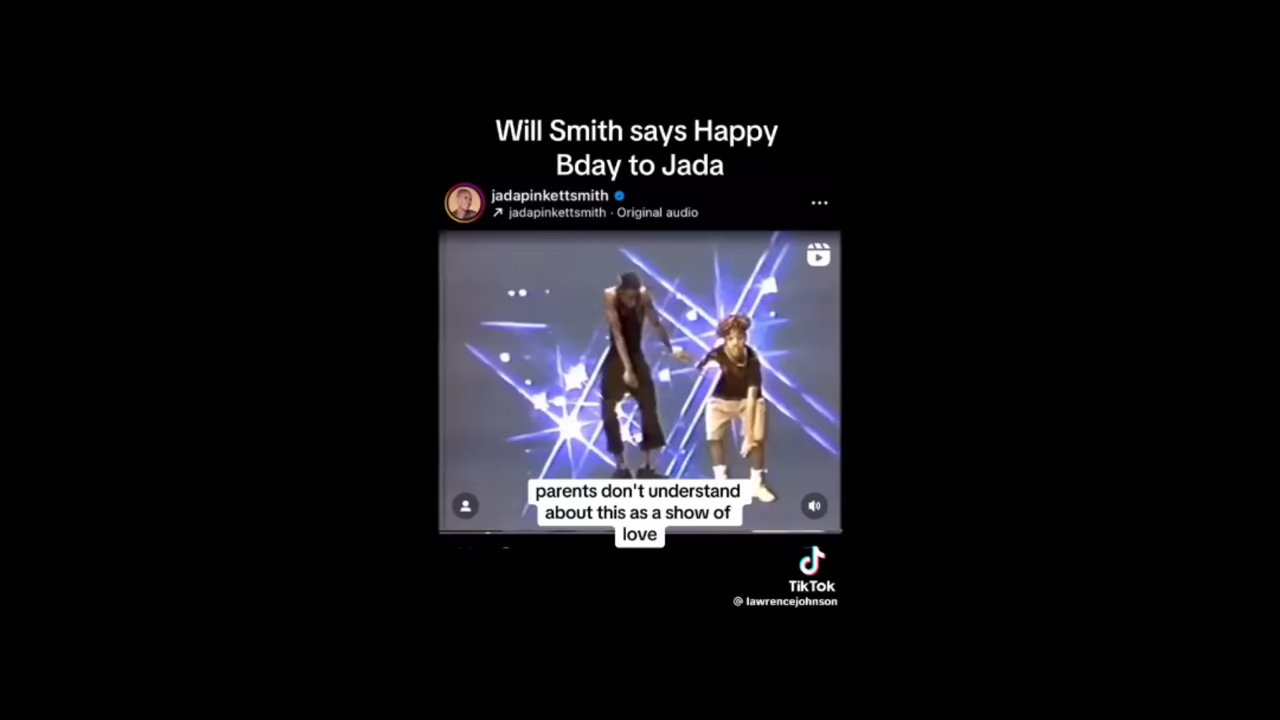 Will Smith says Happy
Bday to Jada
jadapinkettsmith
jadapinkettsmith · Original audio
parents don't understand
about this as a show of
love
TikTok
@ lawrencejohnson